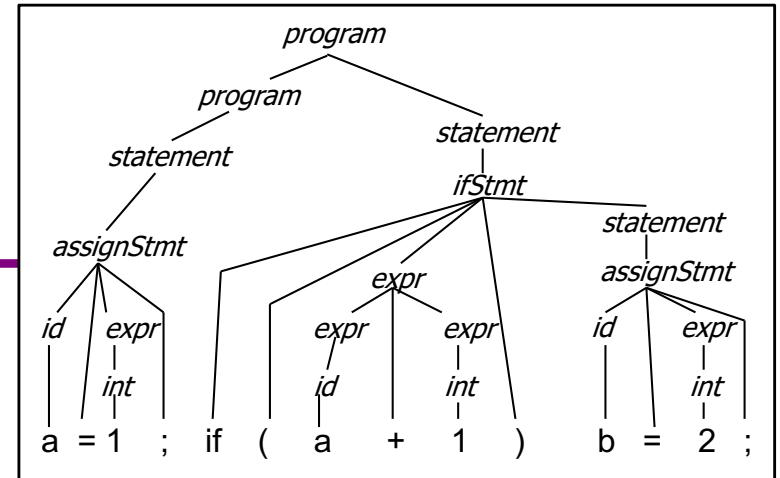 program
program
statement
statement
ifStmt
statement
assignStmt
expr
assignStmt
id expr
expr expr
id expr
int
id int
int
a = 1 ; if ( a + 1 ) b = 2 ;